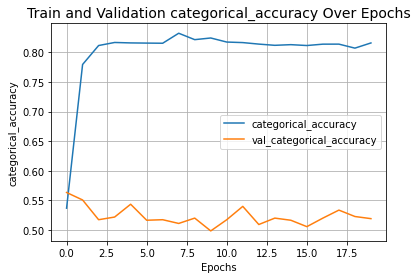 Train and Validation categorical_accuracy Over Epochs
categorical_accuracy
0.80
0.75
0.70
0.65
0.60
0.55
0.50
categorical_accuracy
val_categorical_accuracy
0.0 2.5 5.0 7.5 10.0 12.5 15.0 17.5
Epochs